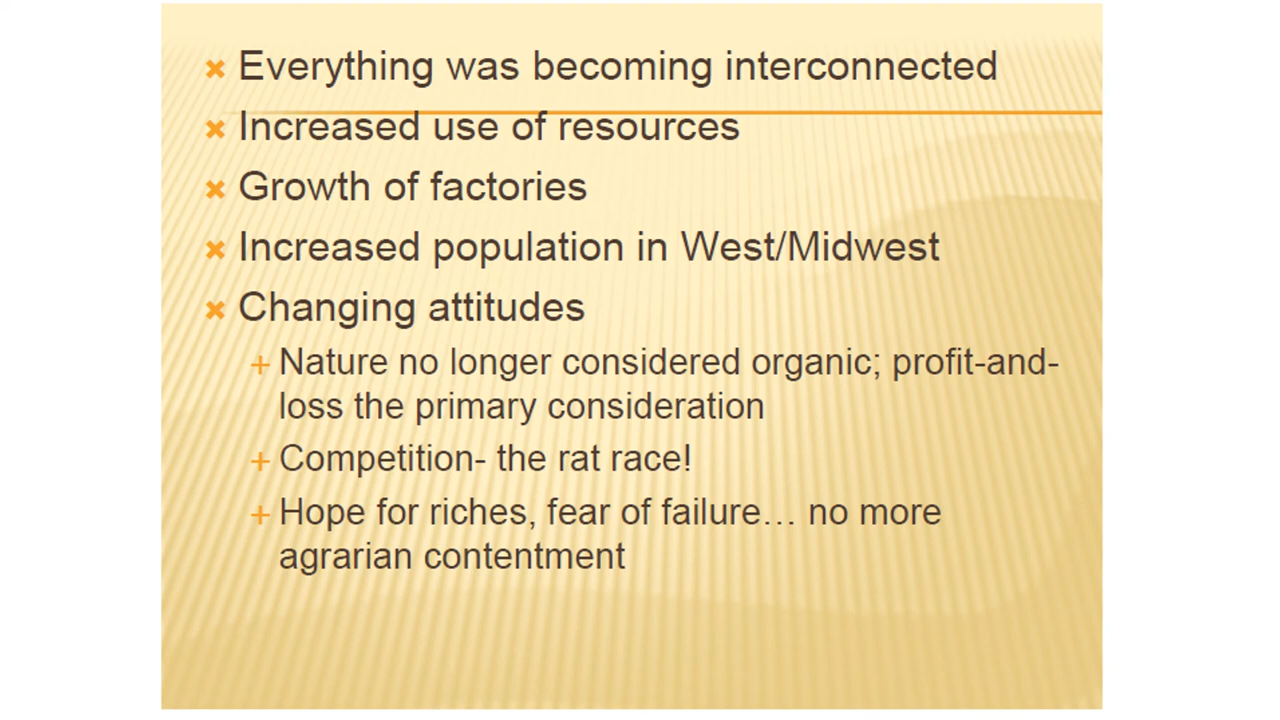 Everything was becoming interconnected
Increased use of resources
Growth of factories
Increased population in West/Midwest
Changing attitudes
Nature no longer considered organic; profit-and-
loss the primary consideration
Competition- the rat race!
Hope for riches, fear of failure… no more
agrarian contentment